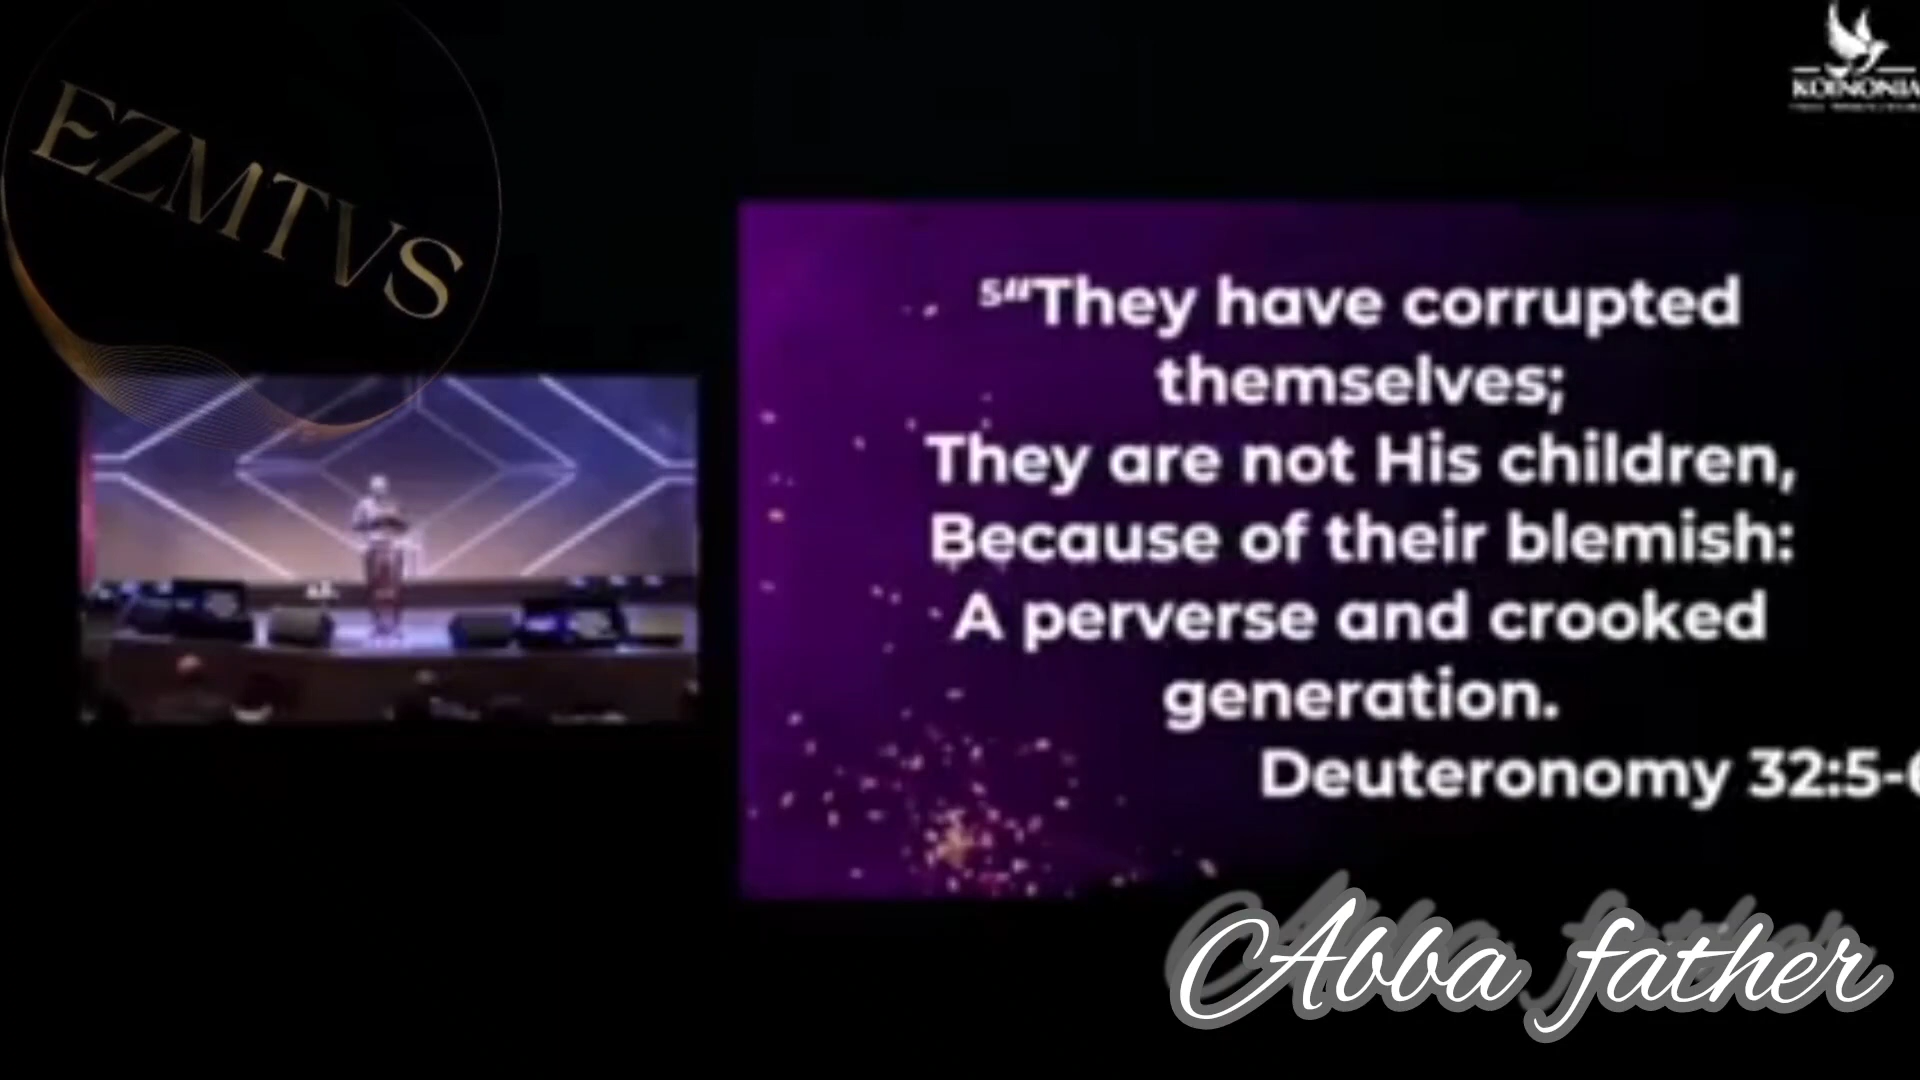 EZMTVS
KOINONIA
⁵“They have corrupted
themselves;
They are not His children,
Because of their blemish:
A perverse and crooked
generation.
Deuteronomy 32:5-6
Abba father